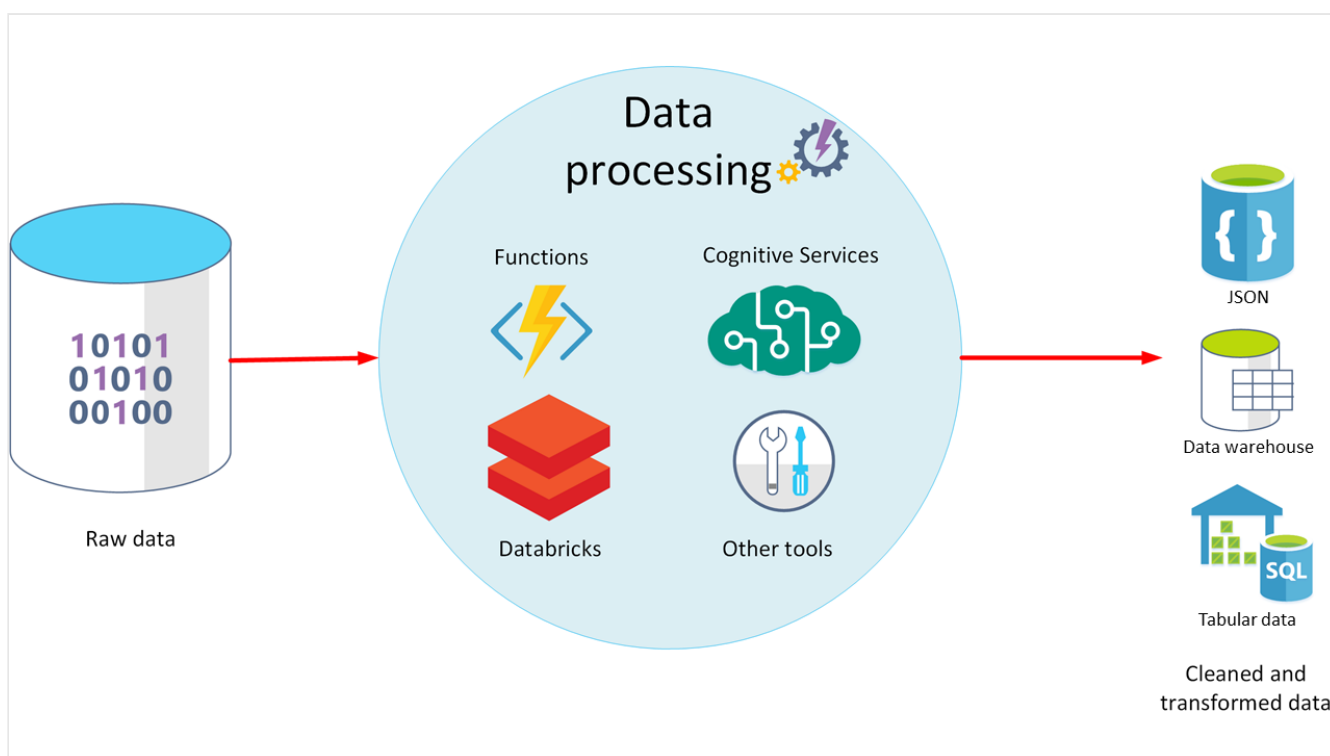 Data
processing
Functions
Cognitive Services
Databricks
Other tools
10101
01010
00100
Raw data
{ }
JSON
Data warehouse
SQL
Tabular data
Cleaned and
transformed data